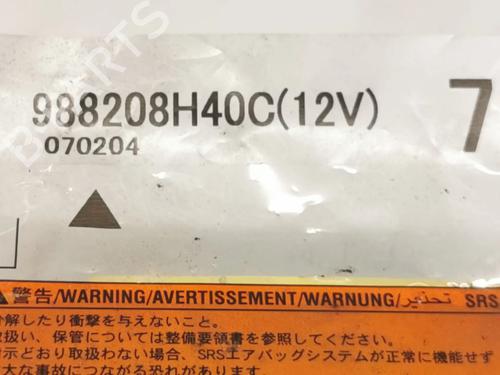 988208H40C(12V)
7
070204
警告/WARNING/AVERTISSEMENT/WARNUNG/تحذير SRS
分解したり衝撃を与えないこと。
取扱い、保管については整備要領書を参照してください。
指示どおり取扱わない場合、SRSエアバッグシステムが正常に機能せず
大な事故につながる恐れがあります。